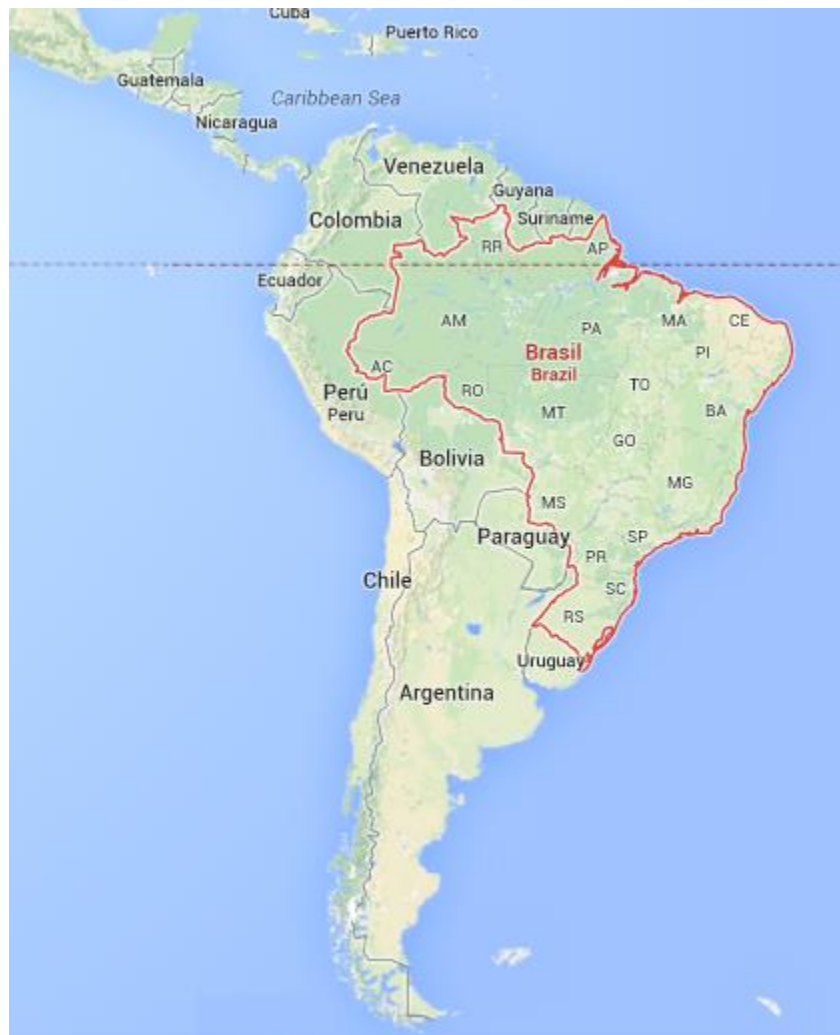 Cuba
Puerto Rico
Guatemala
Caribbean Sea
Nicaragua
Venezuela
Guyana
Colombia
Suriname
RR
AP
Ecuador
AM
PA
MA
CE
Brasil
Brazil
PI
AC
RO
TO
Perú
Peru
MT
BA
GO
Bolivia
MG
MS
Paraguay
SP
PR
Chile
SC
RS
Uruguay
Argentina